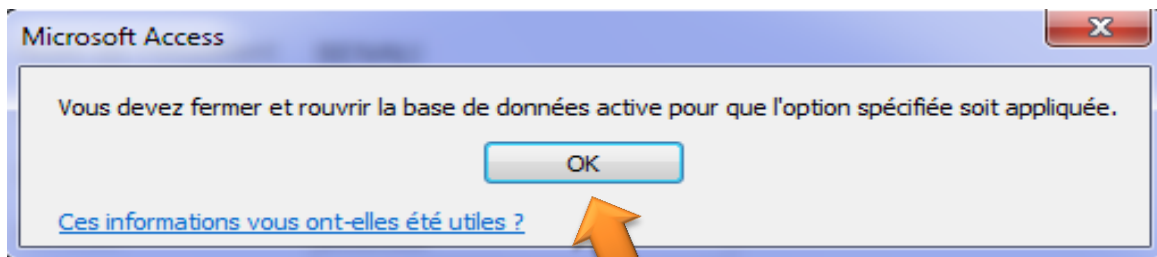 Microsoft Access
Vous devez fermer et rouvrir la base de données active pour que l'option spécifiée soit appliquée.
OK
Ces informations vous ont-elles été utiles ?